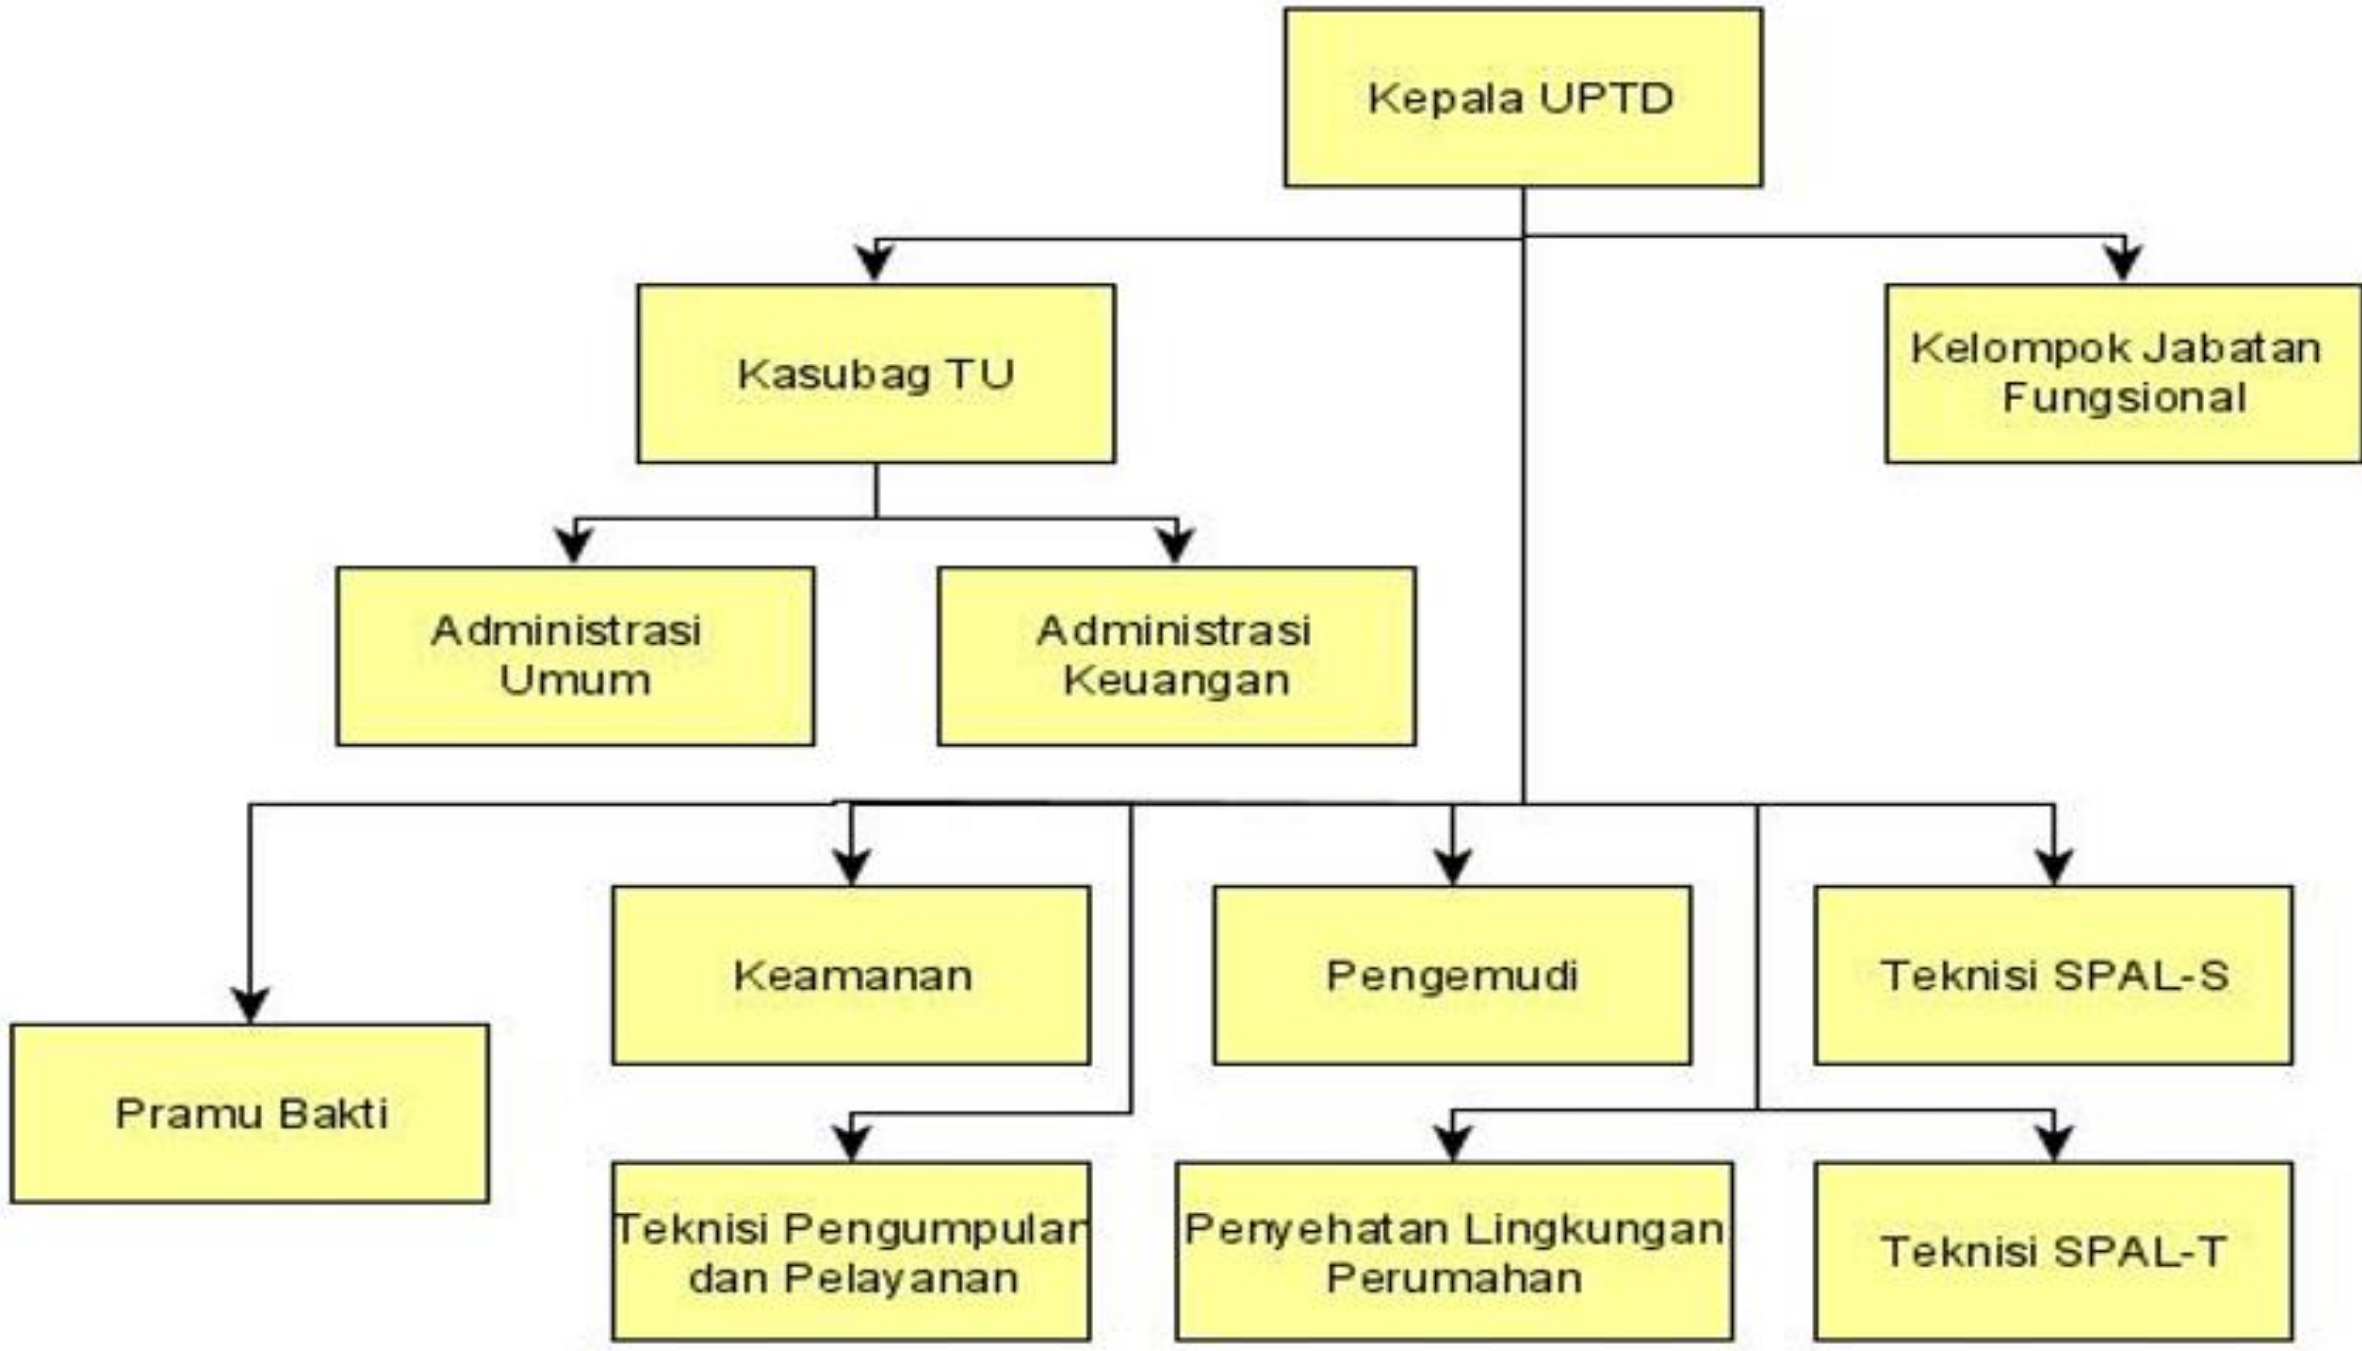 Kepala UPTD
Kasubag TU
Kelompok Jabatan
Fungsional
Administrasi
Umum
Administrasi
Keuangan
Keamanan
Pengemudi
Teknisi SPAL-S
Pramu Bakti
Teknisi Pengumpulan
dan Pelayanan
Penyehatan Lingkungan
Perumahan
Teknisi SPAL-T